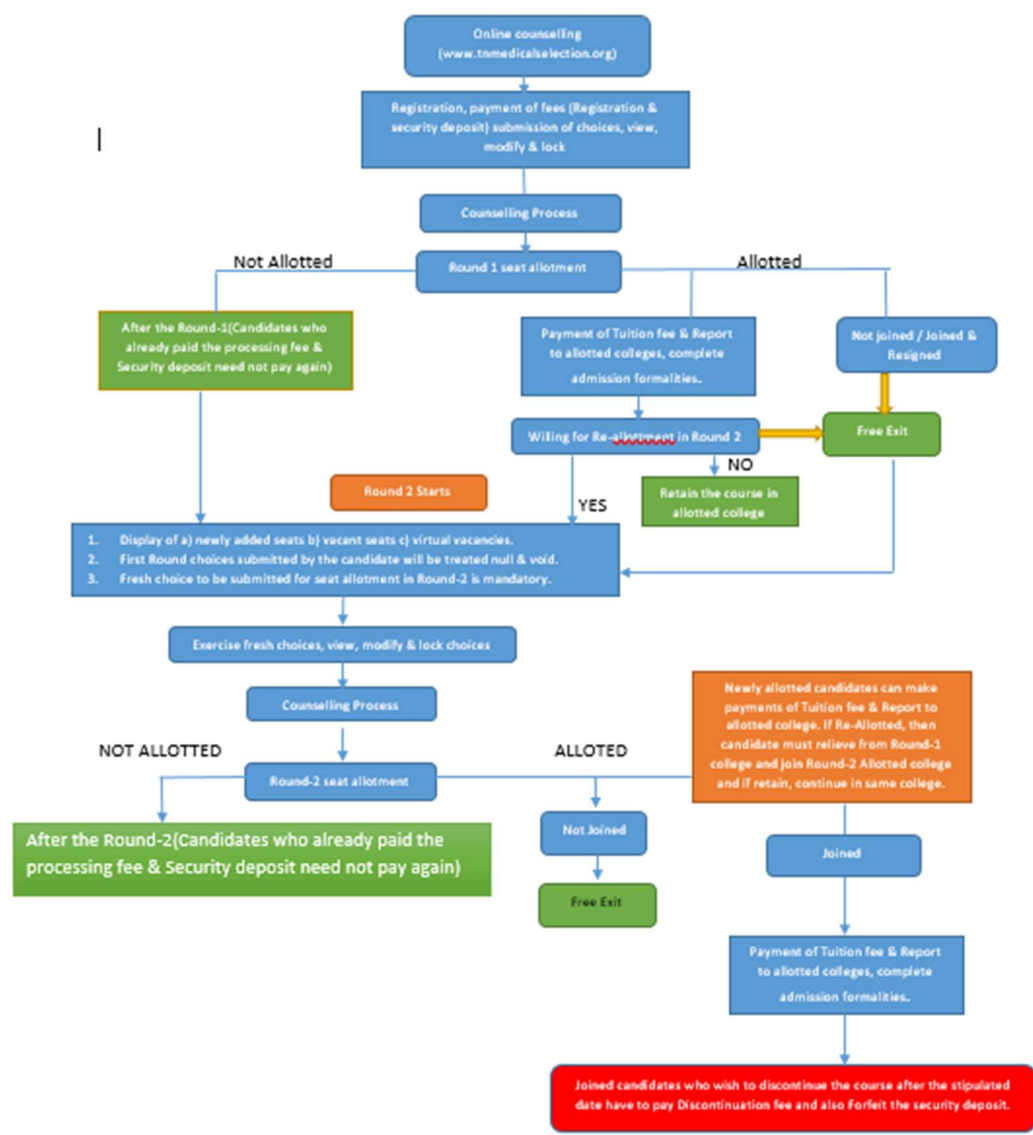 Online counselling
(www.tnmedicalselection.org)
Registration, payment of fees (Registration &
security deposit) submission of choices, view,
modify & lock
Counselling Process
Not Allotted
Round 1 seat allotment
Allotted
After the Round-1(Candidates who
already paid the processing fee &
Security deposit need not pay again)
Payment of Tuition fee & Report
to allotted colleges, complete
admission formalities..
Not joined / Joined &
Resigned
Willing for Re-allotment in Round 2
Free Exit
NO
Retain the course in
allotted college
Round 2 Starts
YES
1. Display of a) newly added seats b) vacant seats c) virtual vacancies.
2. First Round choices submitted by the candidate will be treated null & void.
3. Fresh choice to be submitted for seat allotment in Round-2 is mandatory.
Exercise fresh choices, view, modify & lock choices
Counselling Process
Newly allotted candidates can make
payments of Tuition fee & Report to
allotted college. If Re-Allotted, then
candidate must relieve from Round-1
college and join Round-2 Allotted college
and if retain, continue in same college.
NOT ALLOTTED
ALLOTED
Round-2 seat allotment
After the Round-2(Candidates who already paid the
processing fee & Security deposit need not pay again)
Not Joined
Joined
Free Exit
Payment of Tuition fee & Report
to allotted colleges, complete
admission formalities..
Joined candidates who wish to discontinue the course after the stipulated
date have to pay Discontinuation fee and also Forfeit the security deposit.